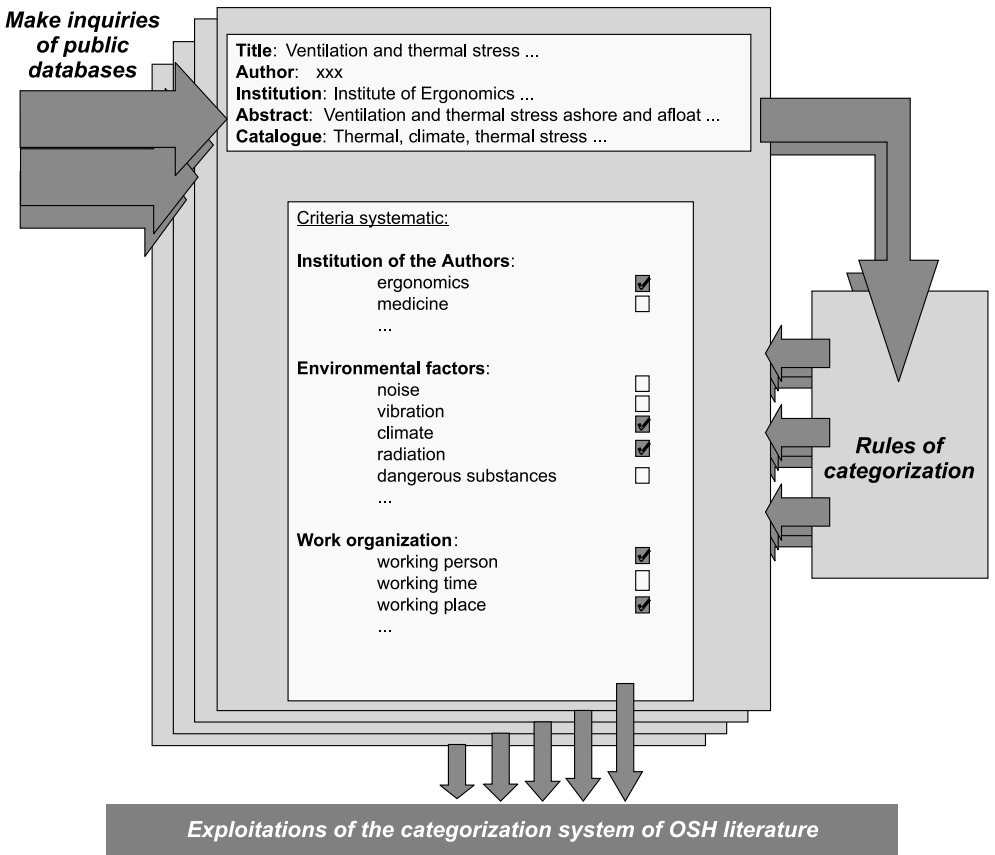 Make inquiries
of public
databases
Title: Ventilation and thermal stress ...
Author: xxx
Institution: Institute of Ergonomics ...
Abstract: Ventilation and thermal stress ashore and afloat ...
Catalogue: Thermal, climate, thermal stress ...
Criteria systematic:
Institution of the Authors:
ergonomics
medicine
...
Environmental factors:
noise
vibration
climate
radiation
dangerous substances
...
Work organization:
working person
working time
working place
...
Rules of
categorization
Exploitations of the categorization system of OSH literature